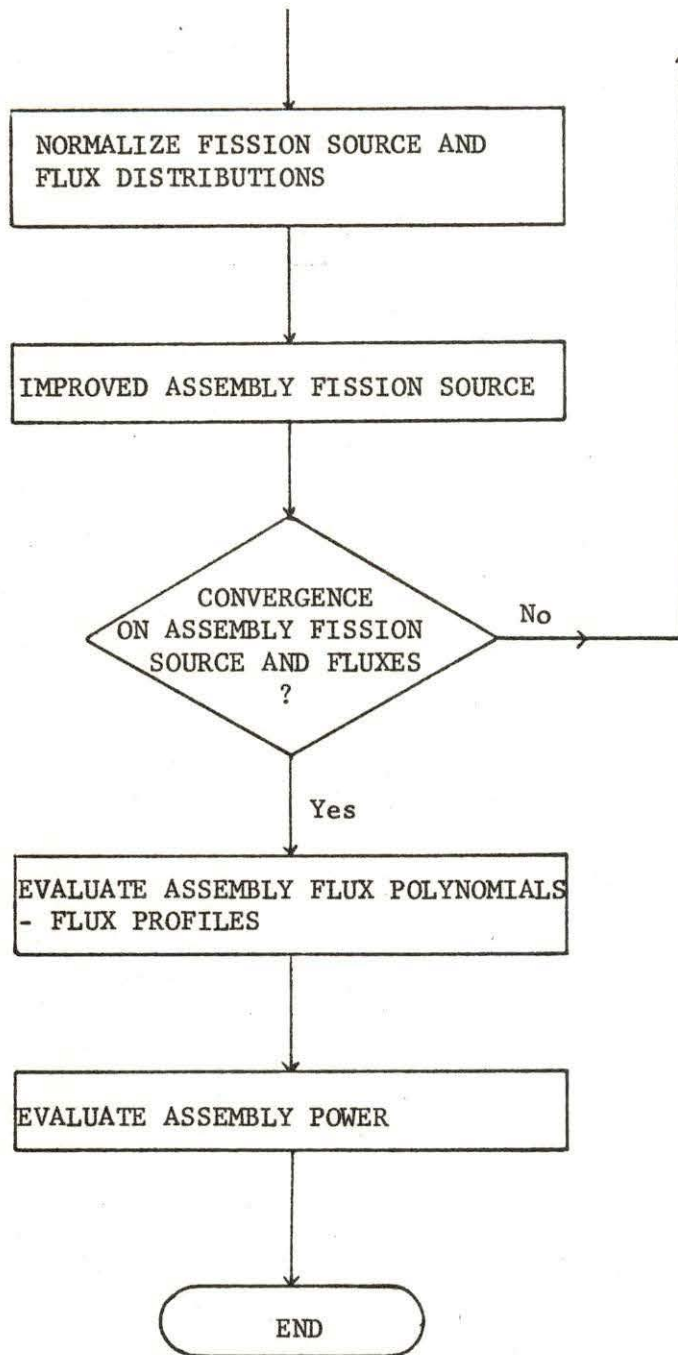 NORMALIZE FISSION SOURCE AND
FLUX DISTRIBUTIONS
IMPROVED ASSEMBLY FISSION SOURCE
CONVERGENCE
ON ASSEMBLY FISSION
SOURCE AND FLUXES
?
No
Yes
EVALUATE ASSEMBLY FLUX POLYNOMIALS
- FLUX PROFILES
EVALUATE ASSEMBLY POWER
END